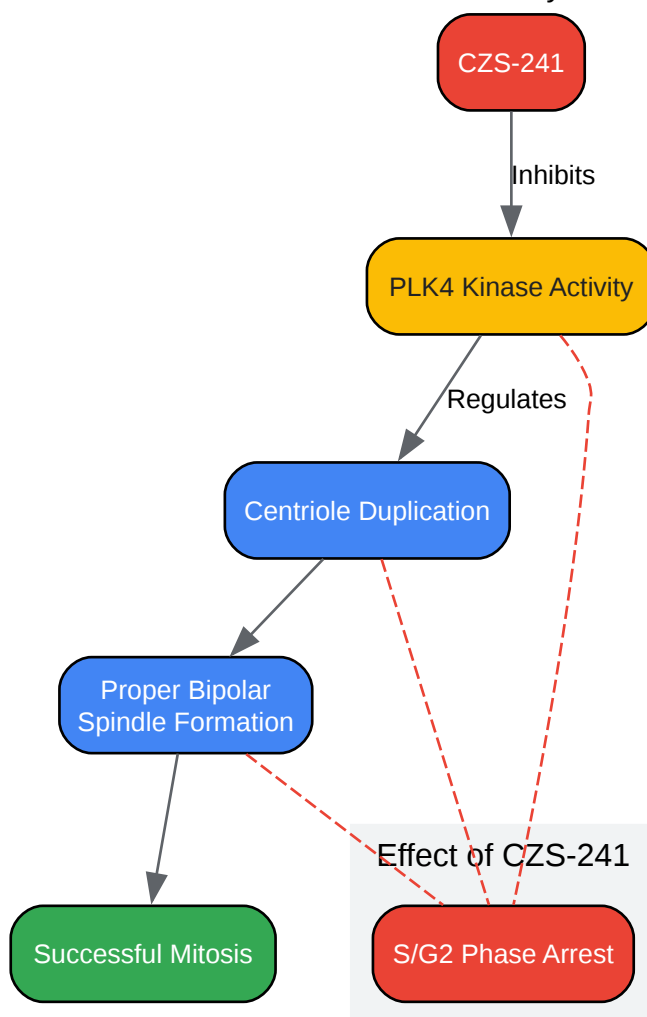 CZS-241
Inhibits
PLK4 Kinase Activity
Regulates
Centriole Duplication
Proper Bipolar
Spindle Formation
Effect of CZS-241
Successful Mitosis
S/G2 Phase Arrest